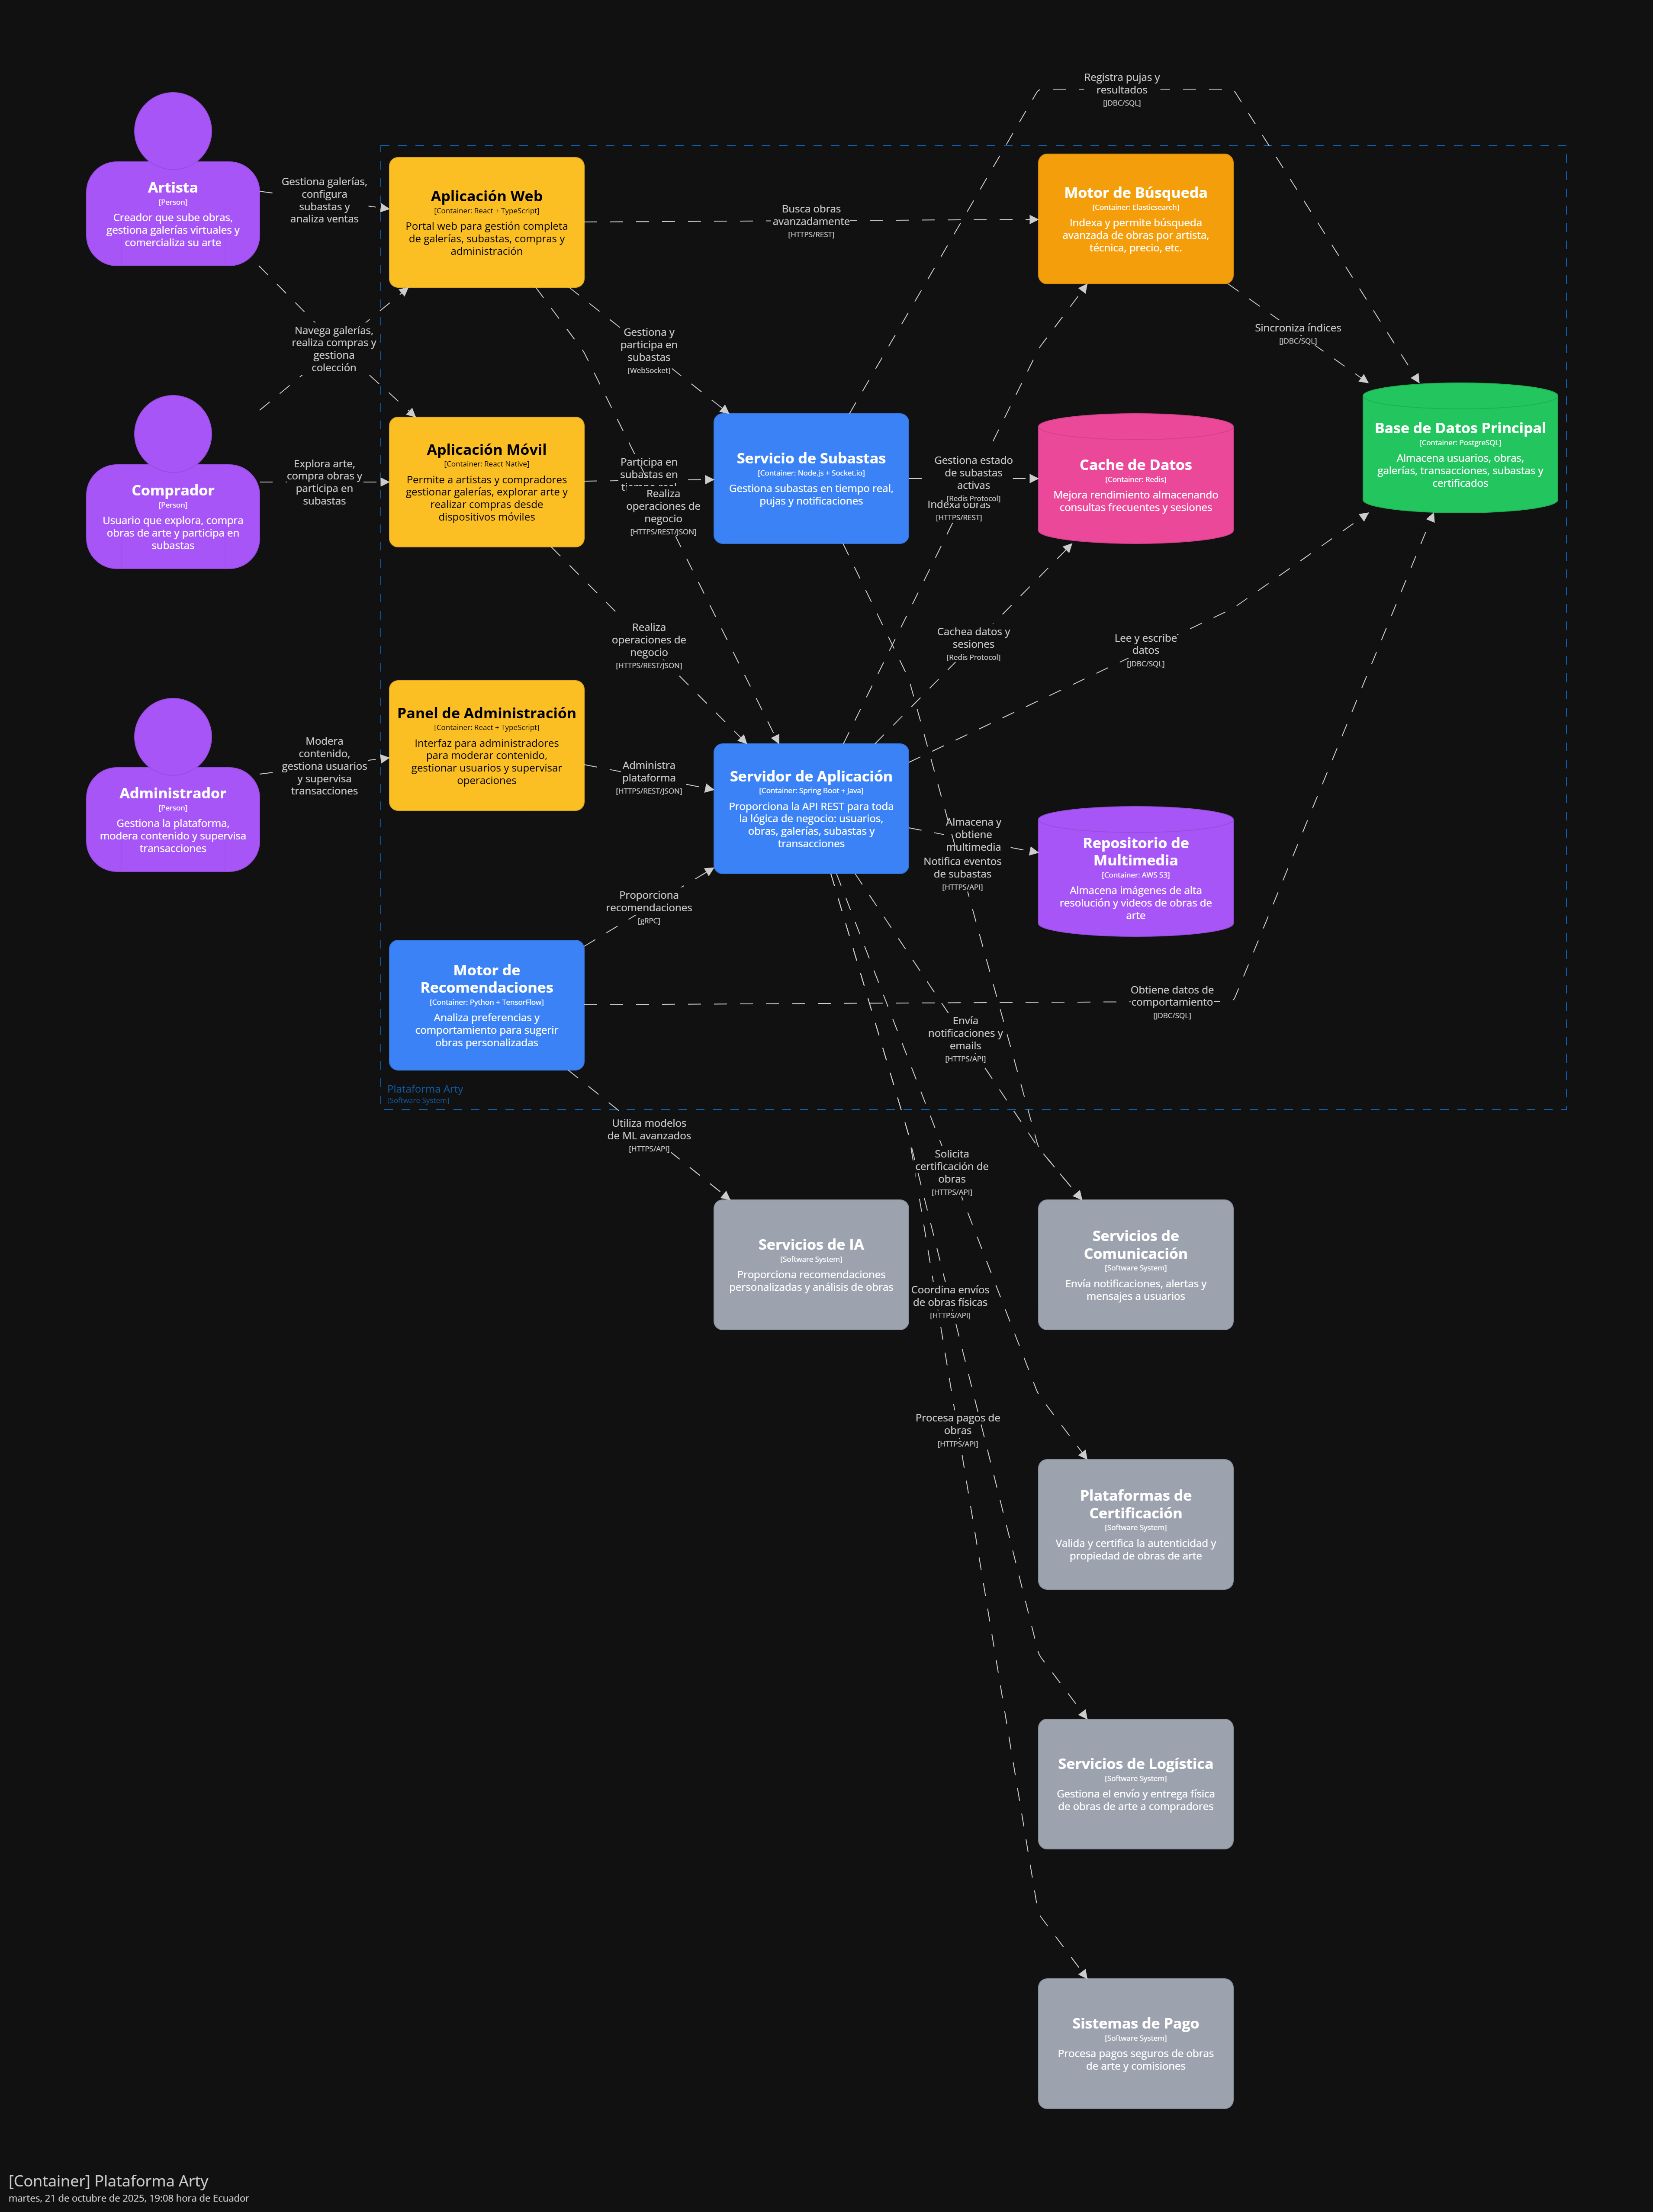 Registra pujas y
resultados
[JDBC/SQL]
Artista
[Person]
Creador que sube obras,
gestiona galerías virtuales y
comercializa su arte
Gestiona galerías,
configura
subastas y
analiza ventas
Aplicación Web
[Container: React + TypeScript]
Portal web para gestión completa
de galerías, subastas, compras y
administración
Busca obras
avanzadamente
[HTTPS/REST]
Motor de Búsqueda
[Container: Elasticsearch]
Indexa y permite búsqueda
avanzada de obras por artista,
técnica, precio, etc.
Navega galerías,
realiza compras y
gestiona
colección
Gestiona y
participa en
subastas
[WebSocket]
Sincroniza índices
[JDBC/SQL]
Comprador
[Person]
Usuario que explora, compra
obras de arte y participa en
subastas
Explora arte,
compra obras y
participa en
subastas
Aplicación Móvil
[Container: React Native]
Permite a artistas y compradores
gestionar galerías, explorar arte y
realizar compras desde
dispositivos móviles
Participa en
subastas en
tiempo real
Realiza
operaciones de
negocio
[HTTPS/REST/JSON]
Servicio de Subastas
[Container: Node.js + Socket.io]
Gestiona subastas en tiempo real,
pujas y notificaciones
Gestiona estado
de subastas
activas
[Redis Protocol]
Indexa obras
[HTTPS/REST]
Cache de Datos
[Container: Redis]
Mejora rendimiento almacenando
consultas frecuentes y sesiones
Base de Datos Principal
[Container: PostgreSQL]
Almacena usuarios, obras,
galerías, transacciones, subastas y
certificados
Realiza
operaciones de
negocio
[HTTPS/REST/JSON]
Cachea datos y
sesiones
[Redis Protocol]
Lee y escribe
datos
[JDBC/SQL]
Administrador
[Person]
Gestiona la plataforma,
modera contenido y supervisa
transacciones
Modera
contenido,
gestiona usuarios
y supervisa
transacciones
Panel de Administración
[Container: React + TypeScript]
Interfaz para administradores
para moderar contenido,
gestionar usuarios y supervisar
operaciones
Administra
plataforma
[HTTPS/REST/JSON]
Servidor de Aplicación
[Container: Spring Boot + Java]
Proporciona la API REST para toda
la lógica de negocio: usuarios,
obras, galerías, subastas y
transacciones
Almacena y
obtiene
multimedia
Notifica eventos
de subastas
[HTTPS/API]
Repositorio de
Multimedia
[Container: AWS S3]
Almacena imágenes de alta
resolución y videos de obras de
arte
Proporciona
recomendaciones
[gRPC]
Motor de
Recomendaciones
[Container: Python + TensorFlow]
Analiza preferencias y
comportamiento para sugerir
obras personalizadas
Obtiene datos de
comportamiento
[JDBC/SQL]
Envía
notificaciones y
emails
[HTTPS/API]
Plataforma Arty
[Software System]
Utiliza modelos
de ML avanzados
[HTTPS/API]
Solicita
certificación de
obras
[HTTPS/API]
Servicios de IA
[Software System]
Proporciona recomendaciones
personalizadas y análisis de obras
Servicios de
Comunicación
[Software System]
Envía notificaciones, alertas y
mensajes a usuarios
Coordina envíos
de obras físicas
[HTTPS/API]
Procesa pagos de
obras
[HTTPS/API]
Plataformas de
Certificación
[Software System]
Valida y certifica la autenticidad y
propiedad de obras de arte
Servicios de Logística
[Software System]
Gestiona el envío y entrega física
de obras de arte a compradores
Sistemas de Pago
[Software System]
Procesa pagos seguros de obras
de arte y comisiones
[Container] Plataforma Arty
martes, 21 de octubre de 2025, 19:08 hora de Ecuador